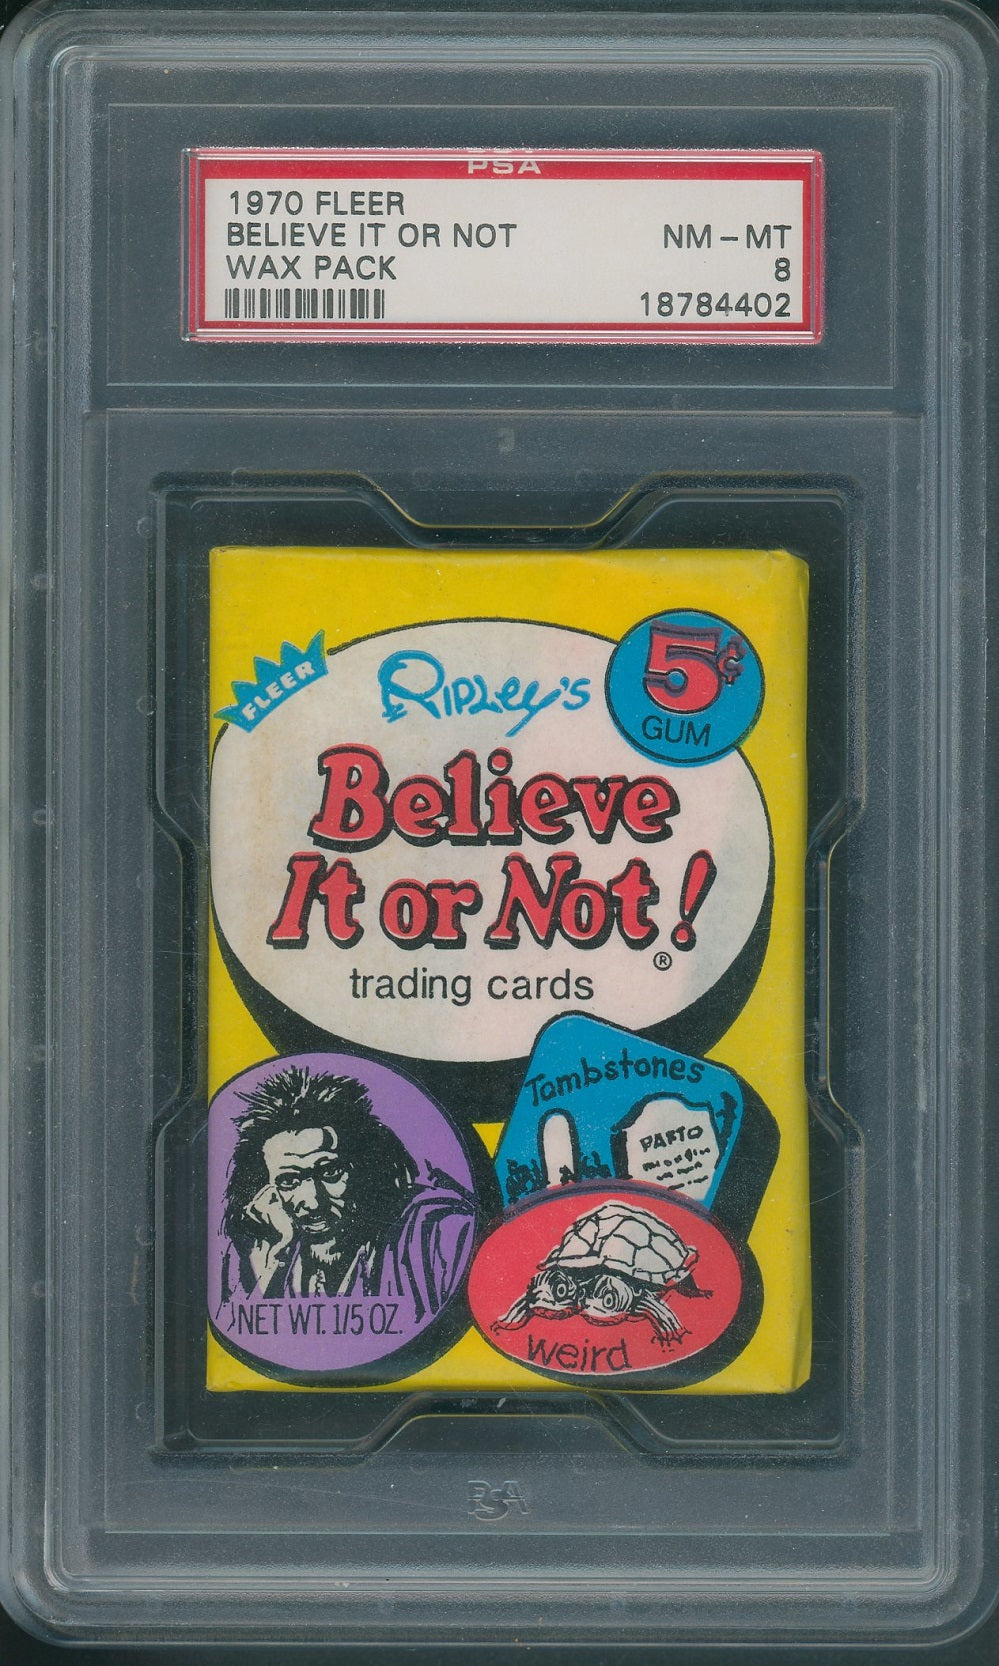 PSA
1970 FLEER
BELIEVE IT OR NOT NM-MT
WAX PACK 8
18784402
FLEER
Ripley's
5¢
GUM
Believe
It or Not!
®
trading cards
Tombstones
PAFTO
NET WT. 1/5 OZ.
Weird
PSA